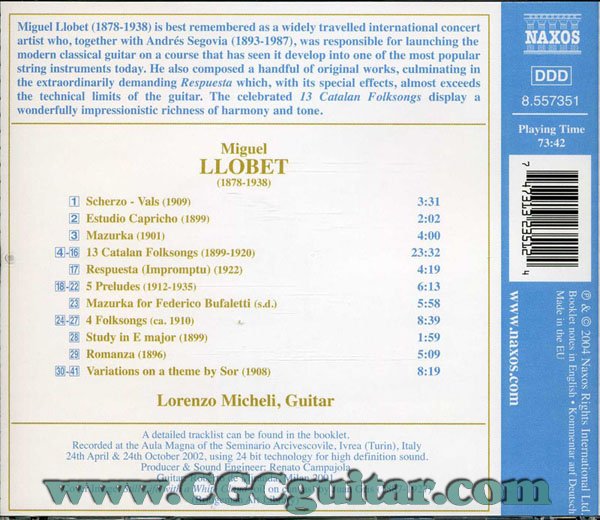 Miguel Llobet (1878-1938) is best remembered as a widely travelled international concert
artist who, together with Andrés Segovia (1893-1987), was responsible for launching the
modern classical guitar on a course that has seen it develop into one of the most popular
string instruments today. He also composed a handful of original works, culminating in
the extraordinarily demanding Respuesta which, with its special effects, almost exceeds
the technical limits of the guitar. The celebrated 13 Catalan Folksongs display a
wonderfully impressionistic richness of harmony and tone.
Miguel
LLOBET
(1878-1938)
1 Scherzo - Vals (1909) 3:31
2 Estudio Capricho (1899) 2:02
3 Mazurka (1901) 4:00
4-16 13 Catalan Folksongs (1899-1920) 23:32
17 Respuesta (Impromptu) (1922) 4:19
18-22 5 Preludes (1912-1935) 6:13
23 Mazurka for Federico Bufaletti (s.d.) 5:58
24-27 4 Folksongs (ca. 1910) 8:39
28 Study in E major (1899) 1:59
29 Romanza (1896) 5:09
30-41 Variations on a theme by Sor (1908) 8:19
Lorenzo Micheli, Guitar
A detailed tracklist can be found in the booklet.
Recorded at the Aula Magna of the Seminario Arcivescovile, Ivrea (Turin), Italy
24th April & 24th October 2002, using 24 bit technology for high definition sound.
Producer & Sound Engineer: Renato Campajola
Milan 2001
with a White
www.GGGguitar.com
NAXOS
DDD
8.557351
Playing Time
73:42
7 47313 23512 4
www.naxos.com
℗ & © 2004 Naxos Rights International Ltd
Booklet notes in English • Kommentar auf Deutsch
Made in the EU